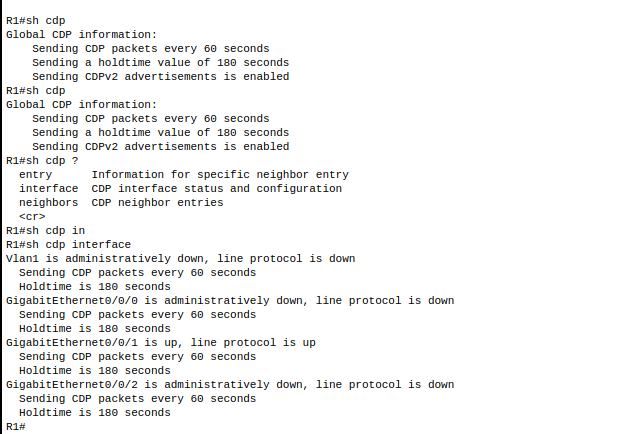 R1#sh cdp
Global CDP information:
    Sending CDP packets every 60 seconds
    Sending a holdtime value of 180 seconds
    Sending CDPv2 advertisements is enabled
R1#sh cdp
Global CDP information:
    Sending CDP packets every 60 seconds
    Sending a holdtime value of 180 seconds
    Sending CDPv2 advertisements is enabled
R1#sh cdp ?
  entry      Information for specific neighbor entry
  interface  CDP interface status and configuration
  neighbors  CDP neighbor entries
  <cr>
R1#sh cdp in
R1#sh cdp interface
Vlan1 is administratively down, line protocol is down
  Sending CDP packets every 60 seconds
  Holdtime is 180 seconds
GigabitEthernet0/0/0 is administratively down, line protocol is down
  Sending CDP packets every 60 seconds
  Holdtime is 180 seconds
GigabitEthernet0/0/1 is up, line protocol is up
  Sending CDP packets every 60 seconds
  Holdtime is 180 seconds
GigabitEthernet0/0/2 is administratively down, line protocol is down
  Sending CDP packets every 60 seconds
  Holdtime is 180 seconds
R1#